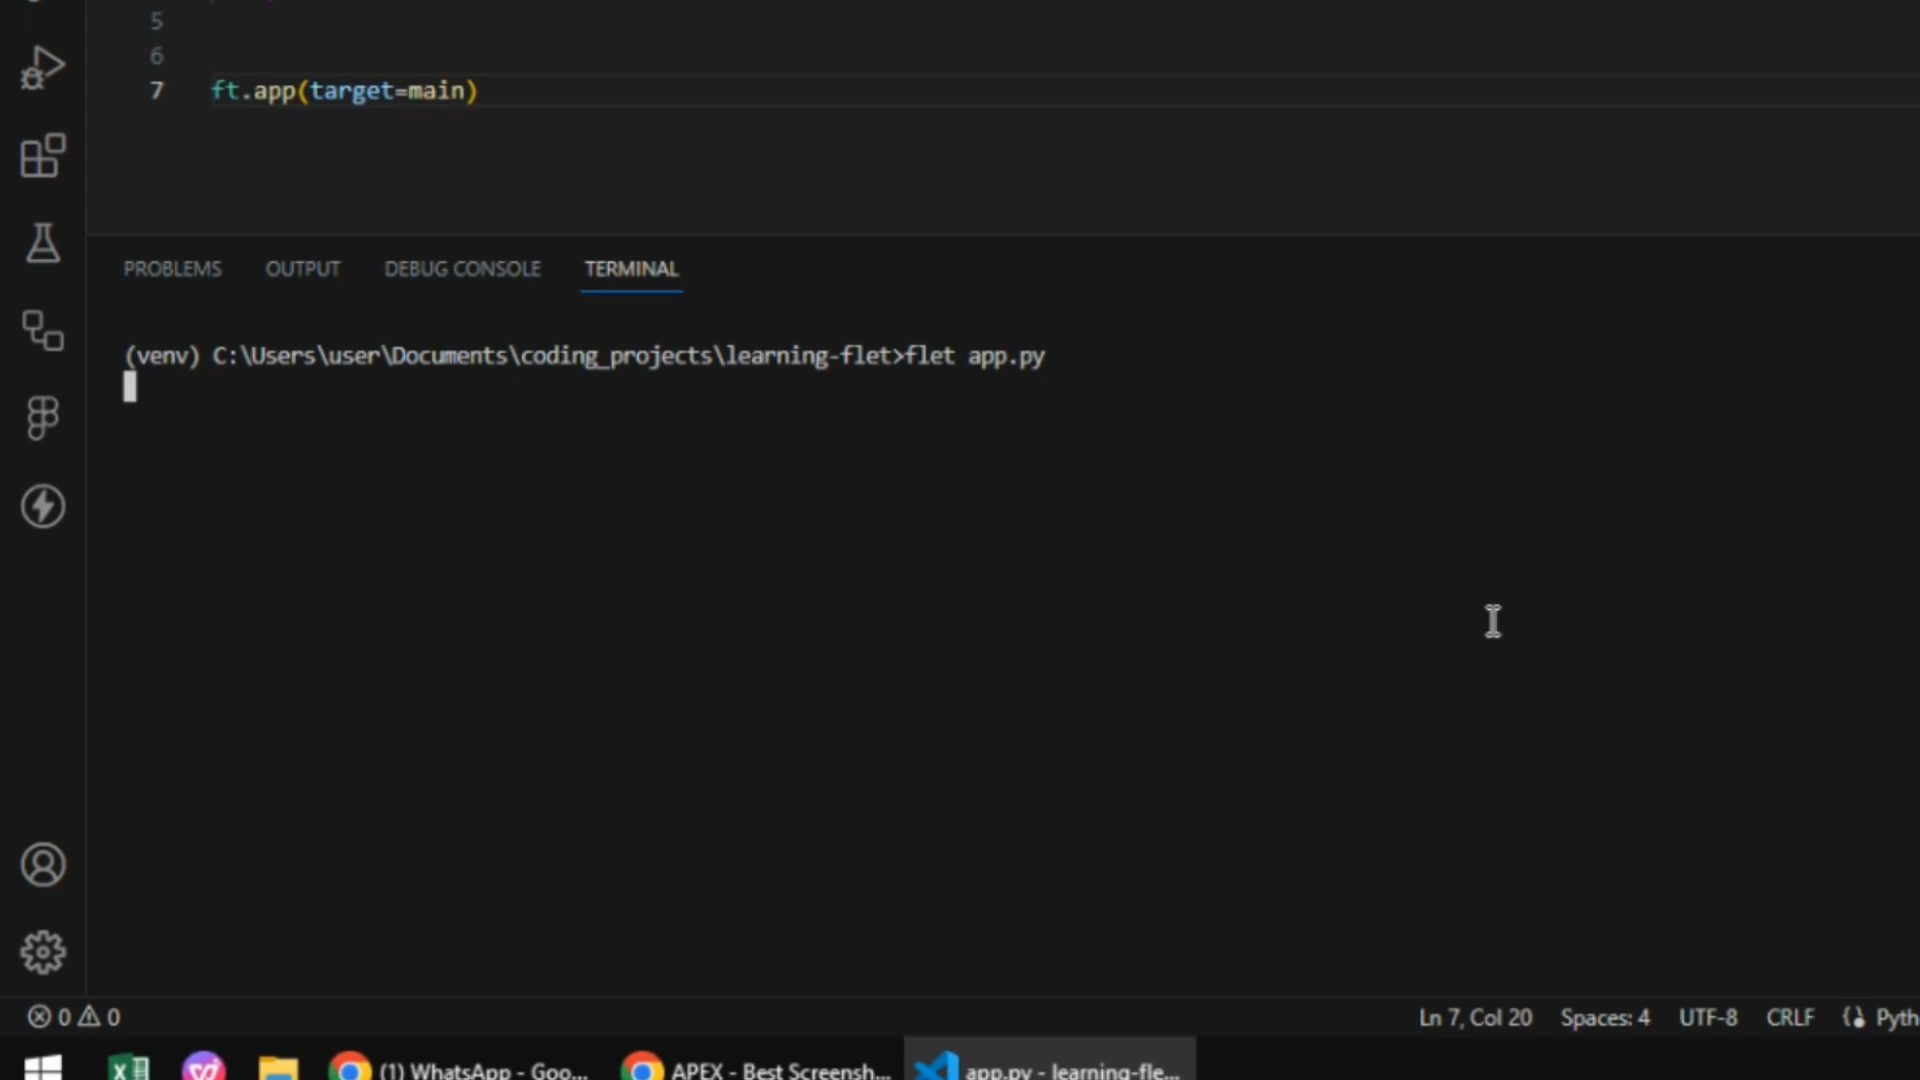 5
6
7 ft.app(target=main)
PROBLEMS OUTPUT DEBUG CONSOLE TERMINAL
(venv) C:\Users\user\Documents\coding_projects\learning-flet>flet app.py
0 0
Ln 7, Col 20 Spaces: 4 UTF-8 CRLF Pyth
(1) WhatsApp - Goo... APEX - Best Screensh... app.py - learning-fle...